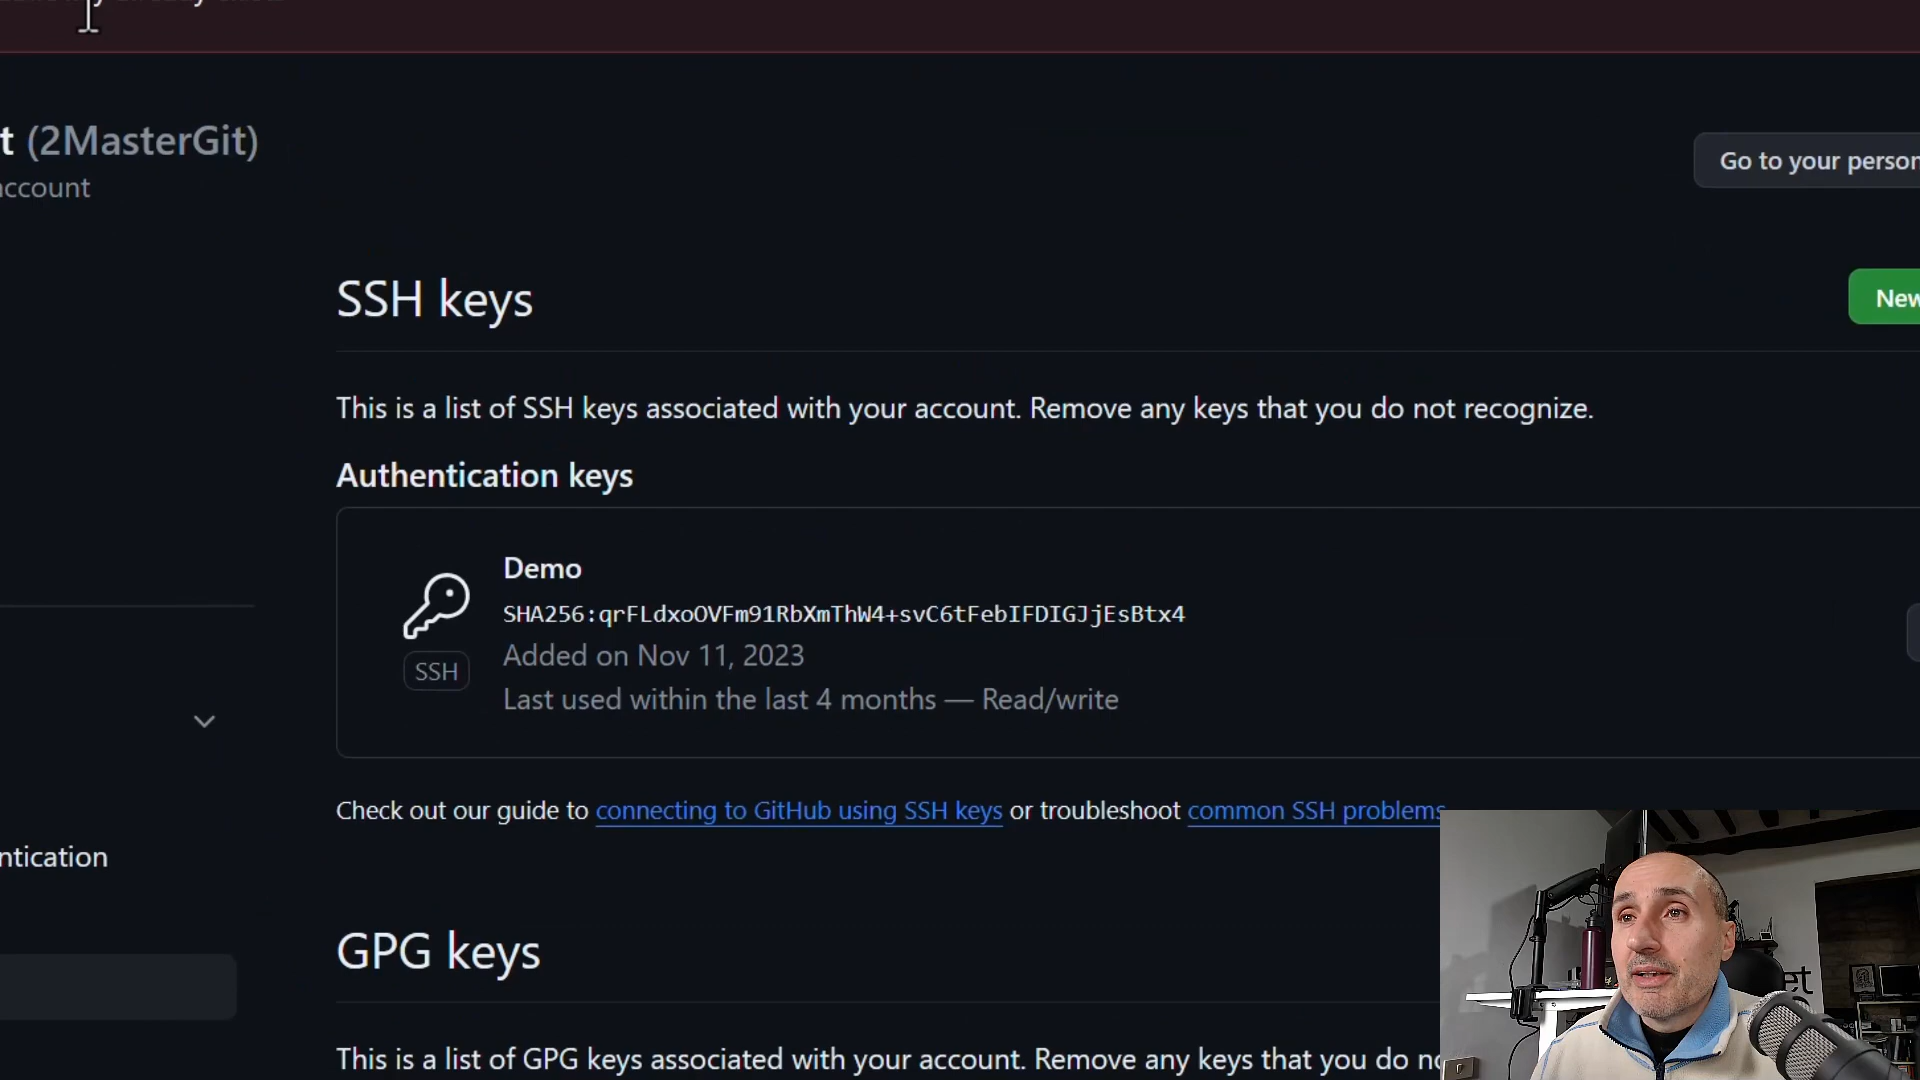 t (2MasterGit)
account
Go to your person
SSH keys
New
This is a list of SSH keys associated with your account. Remove any keys that you do not recognize.
Authentication keys
Demo
SHA256:qrFLdxoOVFm91RbXmThW4+svC6tFebIFDIGJjEsBtx4
Added on Nov 11, 2023
SSH
Last used within the last 4 months — Read/write
Check out our guide to connecting to GitHub using SSH keys or troubleshoot common SSH problems
ntication
GPG keys
et
This is a list of GPG keys associated with your account. Remove any keys that you do no